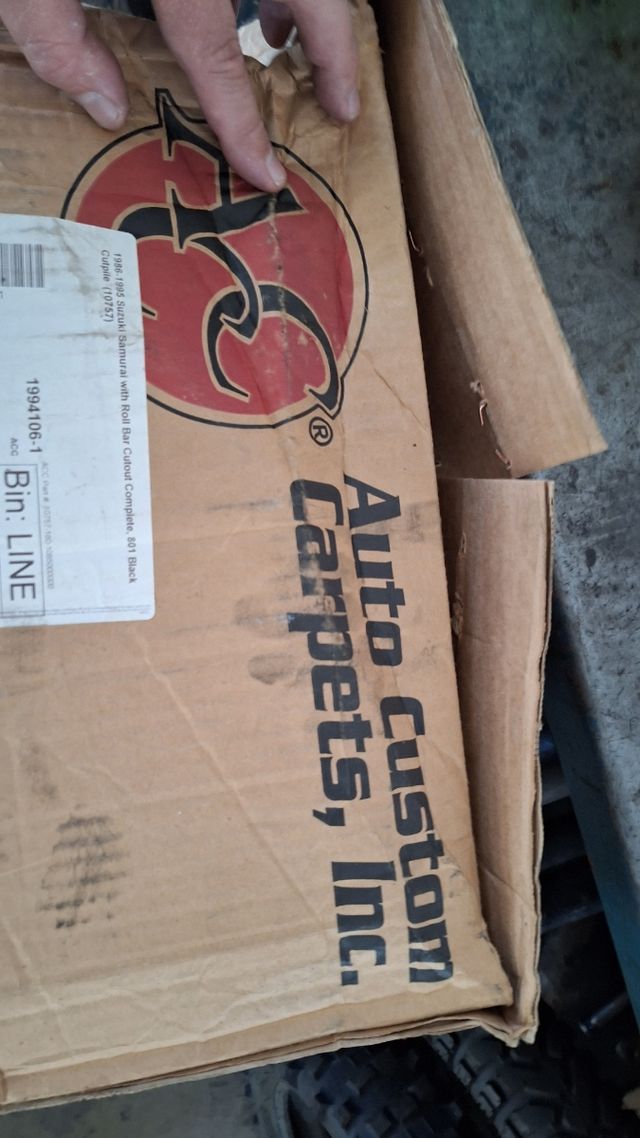 ACC
®
Auto Custom
Carpets, Inc.
1986-1995 Suzuki Samurai with Roll Bar Cutout Complete, 801 Black
Cutpile (10757)
1994106-1
ACC
Bin: LINE